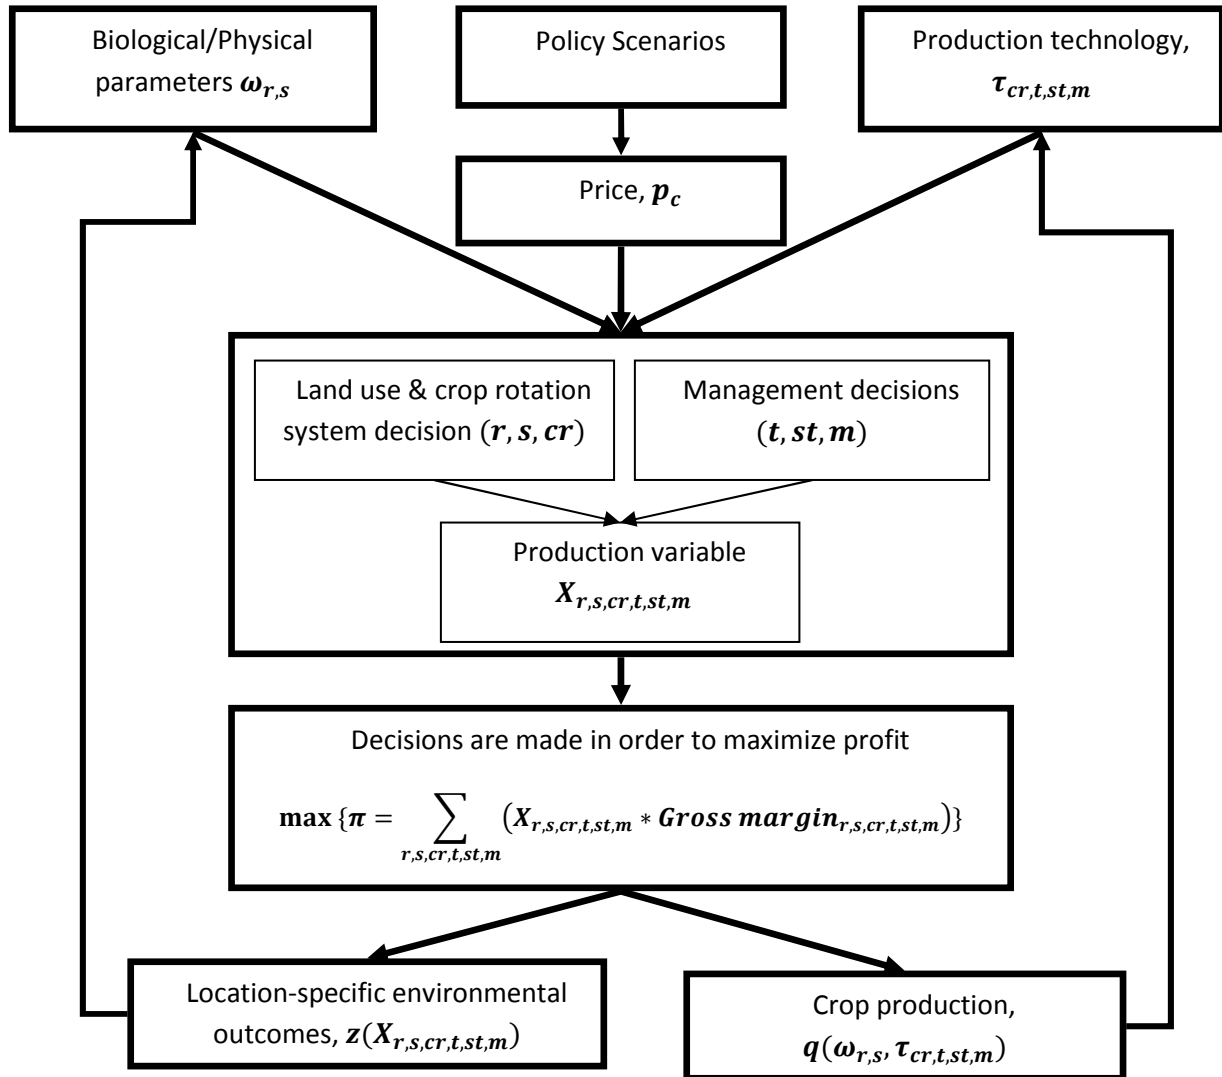 Biological/Physical
parameters ω_{r,s}
Policy Scenarios
Production technology,
τ_{cr,t,st,m}
Price, p_c
Land use & crop rotation
system decision (r, s, cr)
Management decisions
(t, st, m)
Production variable
X_{r,s,cr,t,st,m}
Decisions are made in order to maximize profit
max {π = ∑_{r,s,cr,t,st,m} (X_{r,s,cr,t,st,m} * Gross margin_{r,s,cr,t,st,m})}
Location-specific environmental
outcomes, z(X_{r,s,cr,t,st,m})
Crop production,
q(ω_{r,s}, τ_{cr,t,st,m})